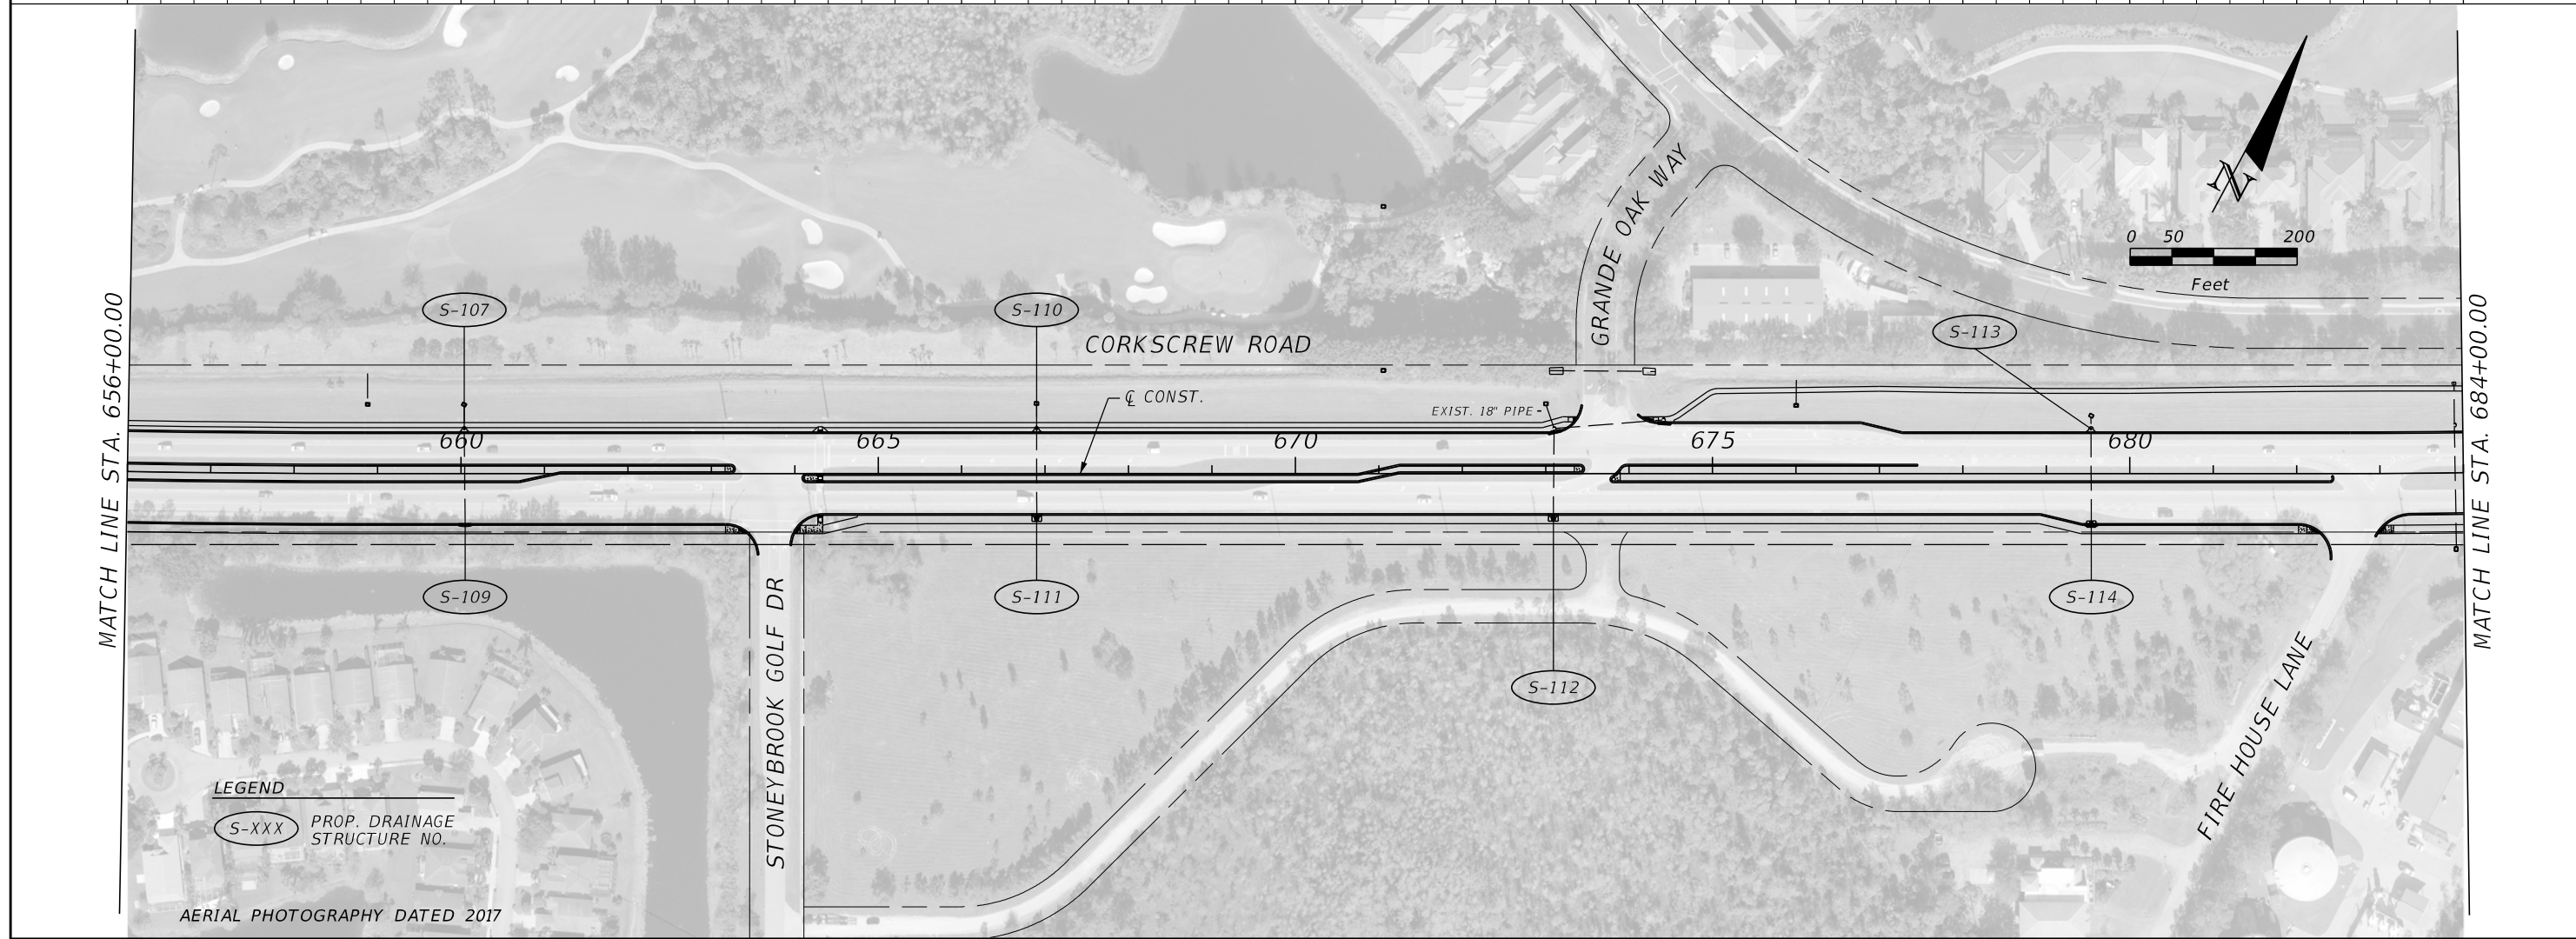 GRANDE OAK WAY
0 50 200
Feet
MATCH LINE STA. 656+00.00
S-107
S-110
CORKSCREW ROAD
S-113
MATCH LINE STA. 684+00.00
℄ CONST.
EXIST. 18" PIPE
660 665 670 675 680
S-109
S-111
S-114
STONEYBROOK GOLF DR
S-112
FIRE HOUSE LANE
LEGEND
S-XXX PROP. DRAINAGE
STRUCTURE NO.
AERIAL PHOTOGRAPHY DATED 2017
N